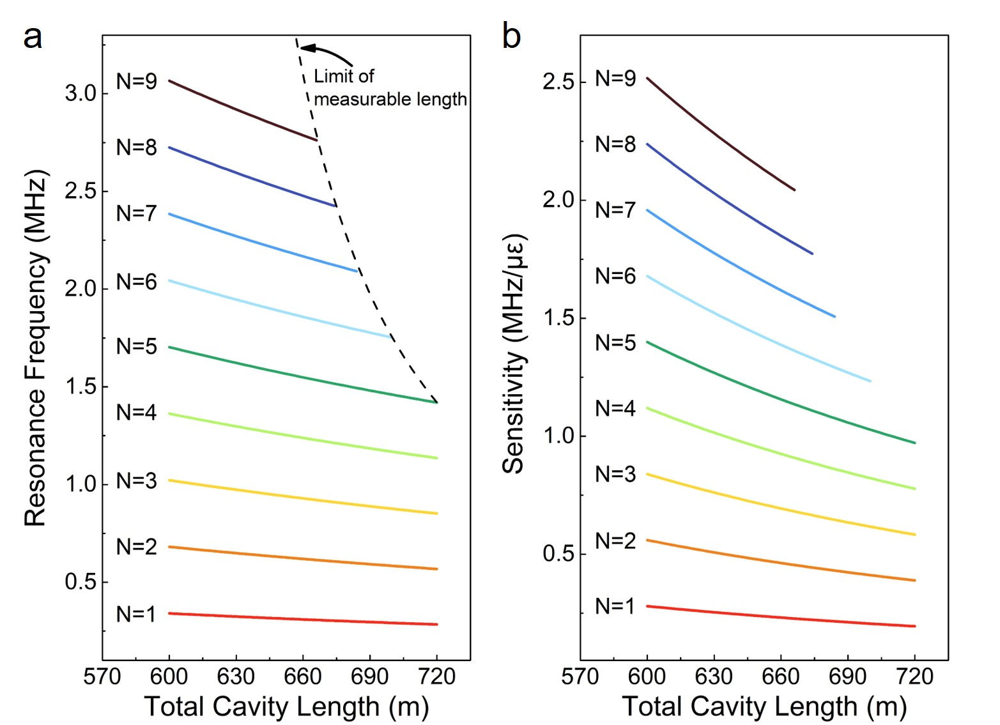 a
Resonance Frequency (MHz)
3.0
2.5
2.0
1.5
1.0
0.5
N=9
N=8
N=7
N=6
N=5
N=4
N=3
N=2
N=1
Limit of
measurable length
570 600 630 660 690 720
Total Cavity Length (m)
b
Sensitivity (MHz/με)
2.5
2.0
1.5
1.0
0.5
N=9
N=8
N=7
N=6
N=5
N=4
N=3
N=2
N=1
570 600 630 660 690 720
Total Cavity Length (m)